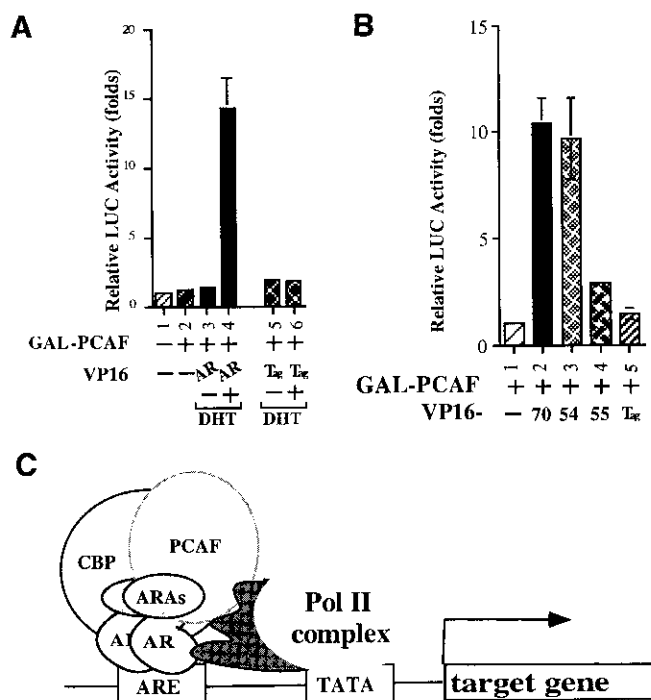 A
Relative LUC Activity (folds)
20
15
10
5
0
1 2 3 4 5 6
GAL-PCAF − + + + + +
VP16 − − AR AR Tag Tag
− + − +
DHT DHT
B
Relative LUC Activity (folds)
15
10
5
0
1 2 3 4 5
GAL-PCAF + + + + +
VP16- − 70 54 55 Tag
C
CBP
PCAF
ARAs
AR
Pol II
complex
ARE
TATA
target gene